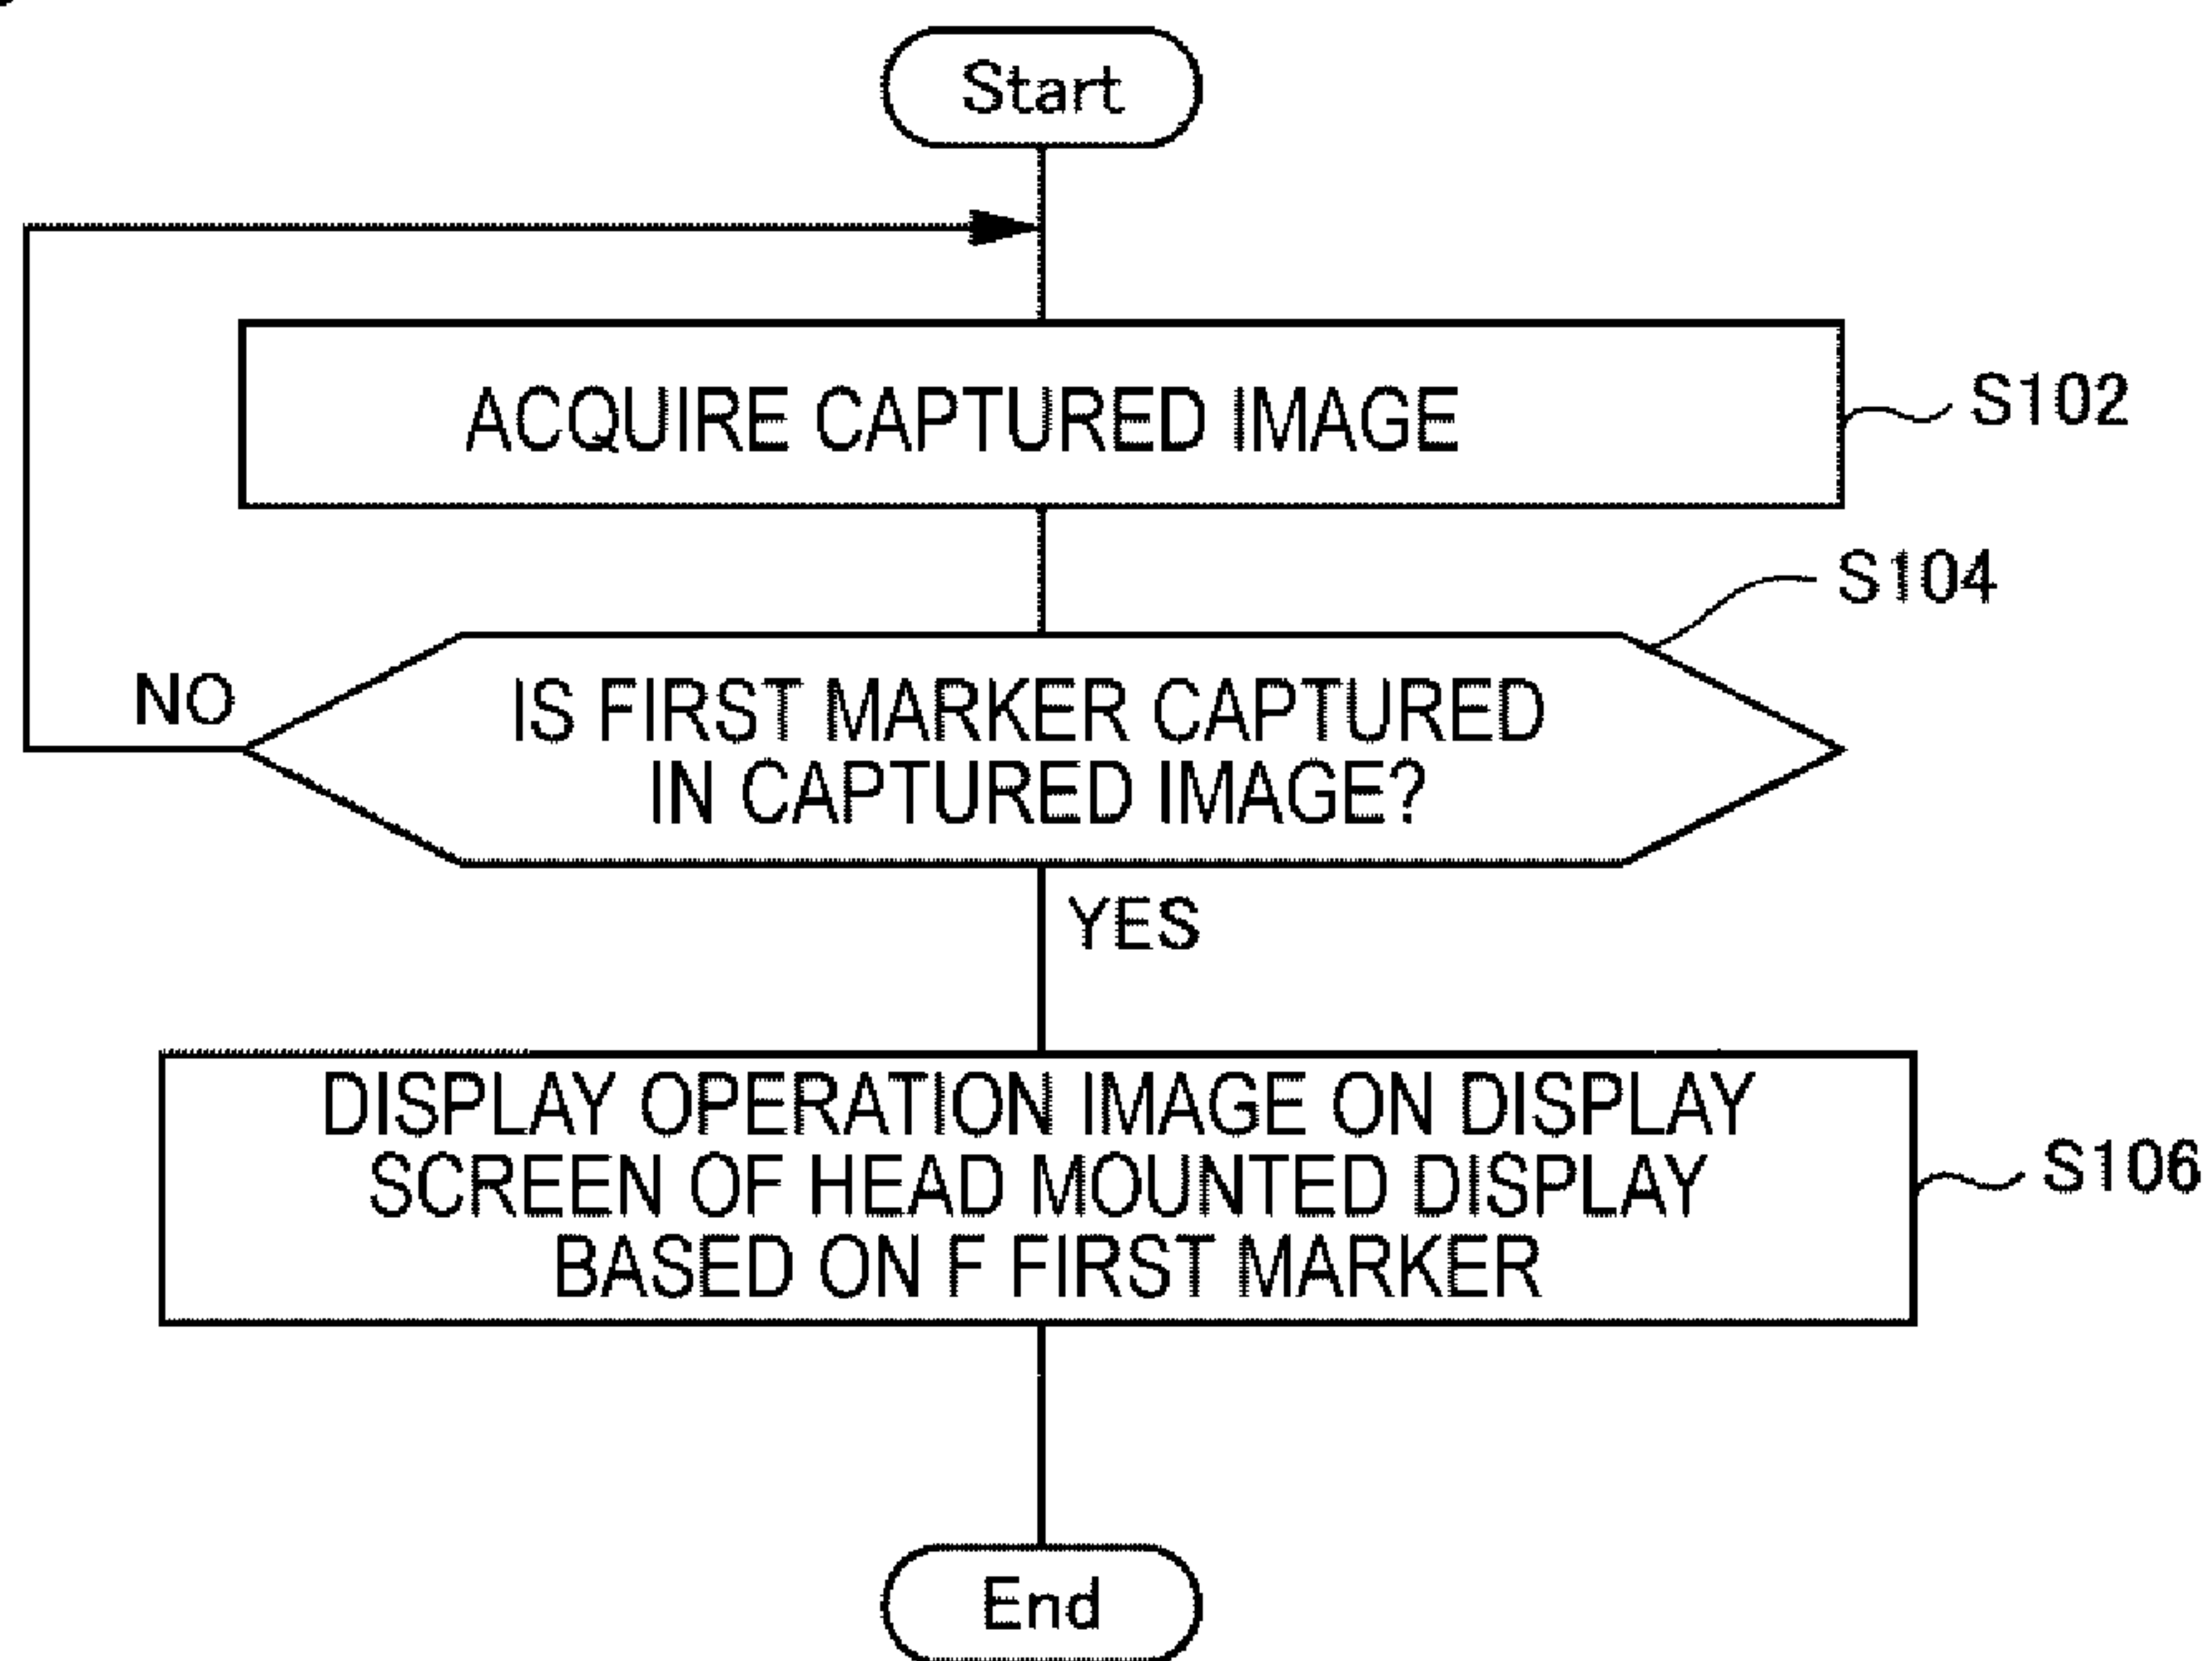 Start
ACQUIRE CAPTURED IMAGE
S102
S104
NO
IS FIRST MARKER CAPTURED
IN CAPTURED IMAGE?
YES
DISPLAY OPERATION IMAGE ON DISPLAY
SCREEN OF HEAD MOUNTED DISPLAY
BASED ON F FIRST MARKER
S106
End